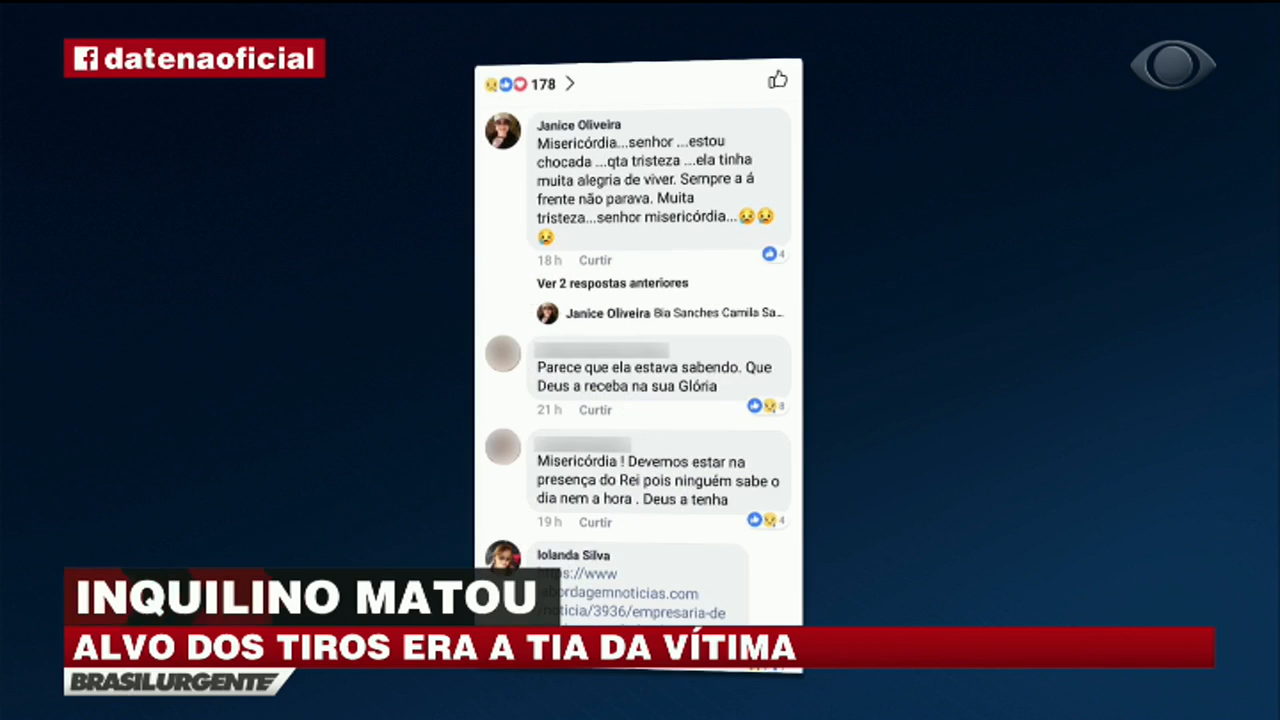 datenaoficial
178
Janice Oliveira
Misericórdia...senhor ...estou
chocada ...qta tristeza ...ela tinha
muita alegria de viver. Sempre a á
frente não parava. Muita
tristeza...senhor misericórdia...
18 h Curtir 4
Ver 2 respostas anteriores
Janice Oliveira Bia Sanches Camila Sa...
Parece que ela estava sabendo. Que
Deus a receba na sua Glória
21 h Curtir 8
Misericórdia ! Devemos estar na
presença do Rei pois ninguém sabe o
dia nem a hora . Deus a tenha
19 h Curtir 4
Iolanda Silva
s://www
abordagemnoticias.com
/noticia/3936/empresaria-de
INQUILINO MATOU
ALVO DOS TIROS ERA A TIA DA VÍTIMA
BRASILURGENTE